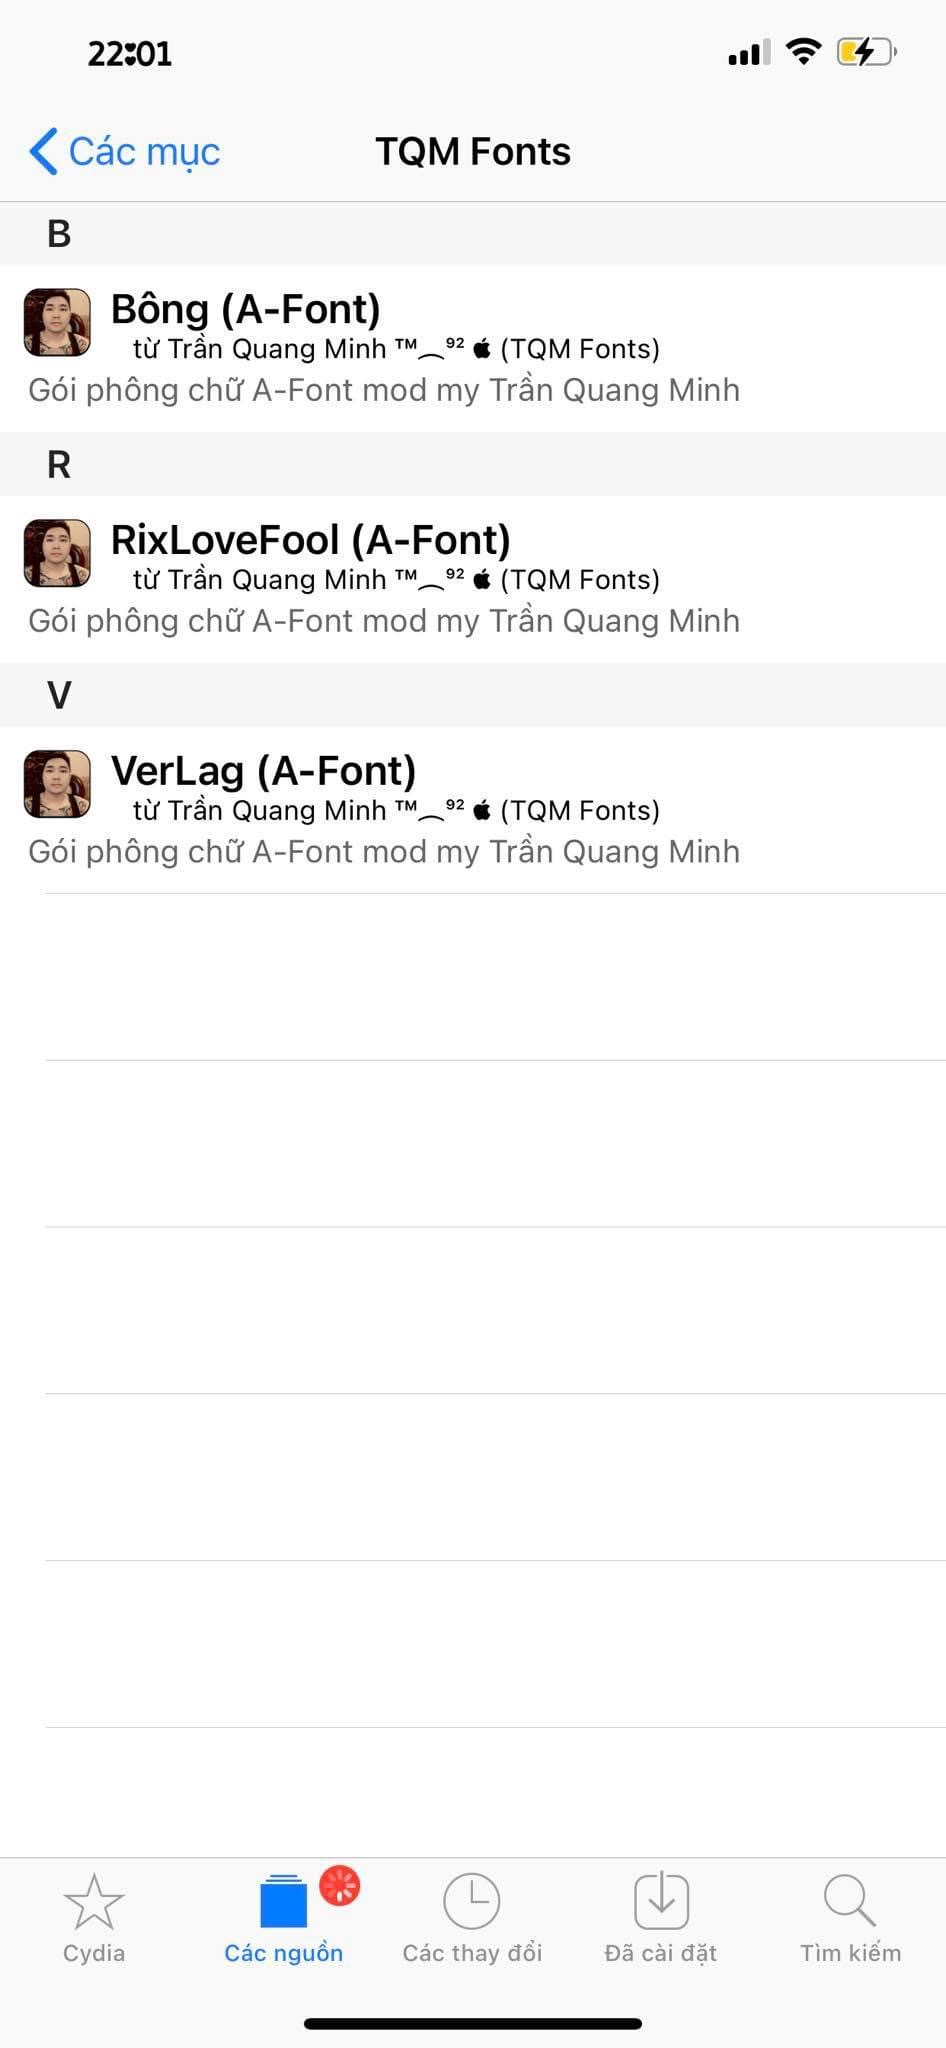 22:01
Các mục
TQM Fonts
B
Bông (A-Font)
từ Trần Quang Minh ™︵⁹²  (TQM Fonts)
Gói phông chữ A-Font mod my Trần Quang Minh
R
RixLoveFool (A-Font)
từ Trần Quang Minh ™︵⁹²  (TQM Fonts)
Gói phông chữ A-Font mod my Trần Quang Minh
V
VerLag (A-Font)
từ Trần Quang Minh ™︵⁹²  (TQM Fonts)
Gói phông chữ A-Font mod my Trần Quang Minh
Cydia
Các nguồn
Các thay đổi
Đã cài đặt
Tìm kiếm